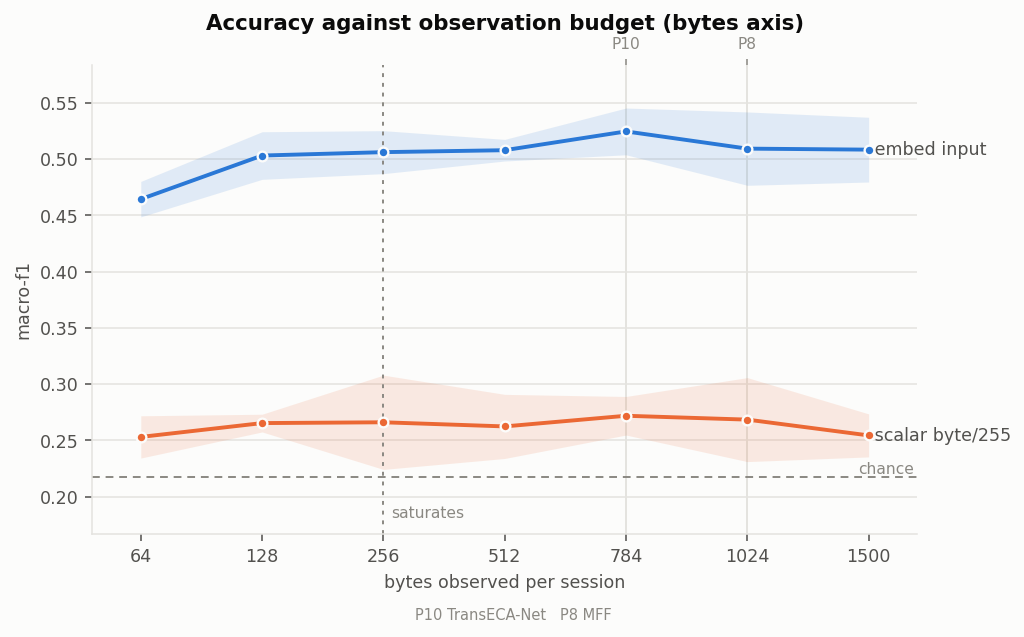 Accuracy against observation budget (bytes axis)
P10 P8
0.55
0.50
0.45
0.40
0.35
0.30
0.25
0.20
macro-f1
embed input
scalar byte/255
chance
saturates
64 128 256 512 784 1024 1500
bytes observed per session
P10 TransECA-Net P8 MFF